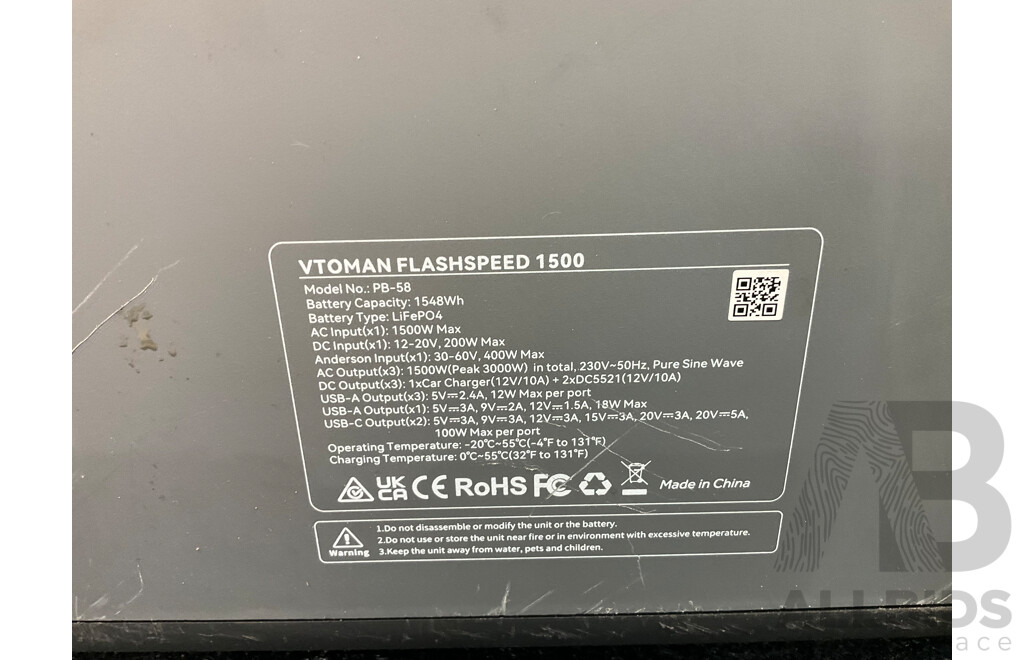 VTOMAN FLASHSPEED 1500
Model No.: PB-58
Battery Capacity: 1548Wh
Battery Type: LiFePO4
AC Input(x1): 1500W Max
DC Input(x1): 12-20V, 200W Max
Anderson Input(x1): 30-60V, 400W Max
AC Output(x3): 1500W(Peak 3000W) in total, 230V~50Hz, Pure Sine Wave
DC Output(x3): 1xCar Charger(12V/10A) + 2xDC5521(12V/10A)
USB-A Output(x3): 5V⎓2.4A, 12W Max per port
USB-A Output(x1): 5V⎓3A, 9V⎓2A, 12V⎓1.5A, 18W Max
USB-C Output(x2): 5V⎓3A, 9V⎓3A, 12V⎓3A, 15V⎓3A, 20V⎓3A, 20V⎓5A,
100W Max per port
Operating Temperature: -20°C~55°C(-4°F to 131°F)
Charging Temperature: 0°C~55°C(32°F to 131°F)
UK CA CE RoHS FC Made in China
Warning
1.Do not disassemble or modify the unit or the battery.
2.Do not use or store the unit near fire or in environment with excessive temperature.
3.Keep the unit away from water, pets and children.
AB
ALLBIDS
ace